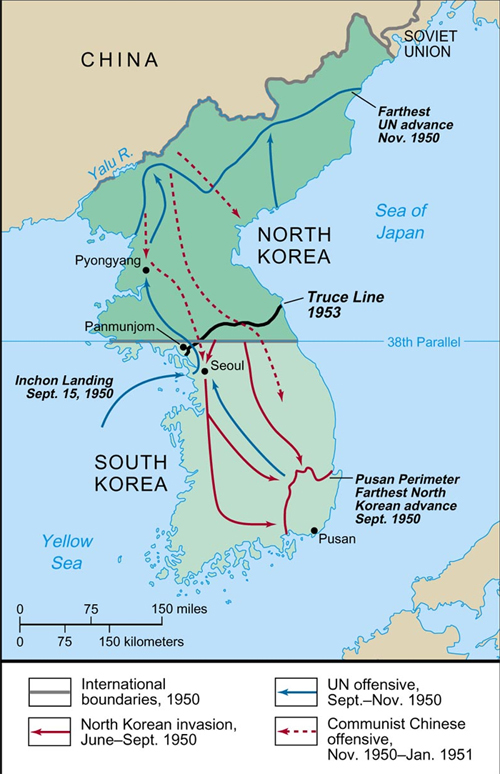 SOVIET
UNION
CHINA
Farthest
UN advance
Nov. 1950
Yalu R.
Sea of
Japan
NORTH
KOREA
Pyongyang
Truce Line
1953
Panmunjom
38th Parallel
Seoul
Inchon Landing
Sept. 15, 1950
SOUTH
KOREA
Pusan Perimeter
Farthest North
Korean advance
Sept. 1950
Pusan
Yellow
Sea
0 75 150 miles
0 75 150 kilometers
International
boundaries, 1950
UN offensive,
Sept.–Nov. 1950
North Korean invasion,
June–Sept. 1950
Communist Chinese
offensive,
Nov. 1950–Jan. 1951